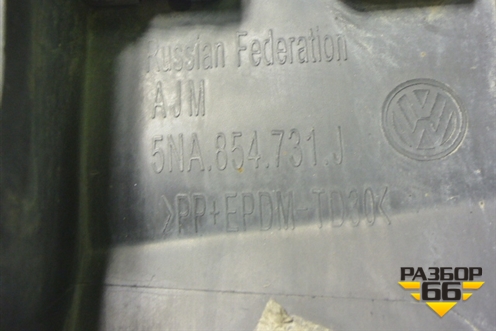 Russian Federation
AJM
5NA.854.731.J
>PP+EPDM-TD30<
РАЗБОР
66